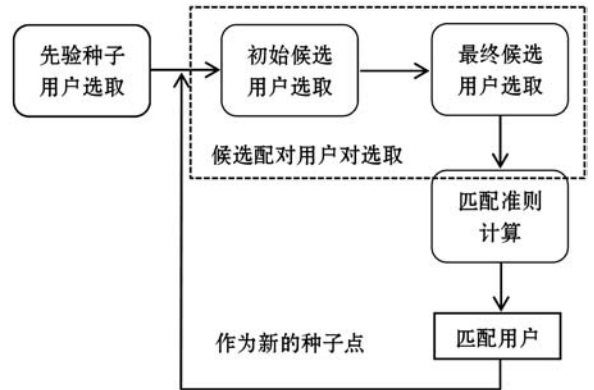 先验种子
用户选取
初始候选
用户选取
最终候选
用户选取
候选配对用户对选取
匹配准则
计算
作为新的种子点
匹配用户